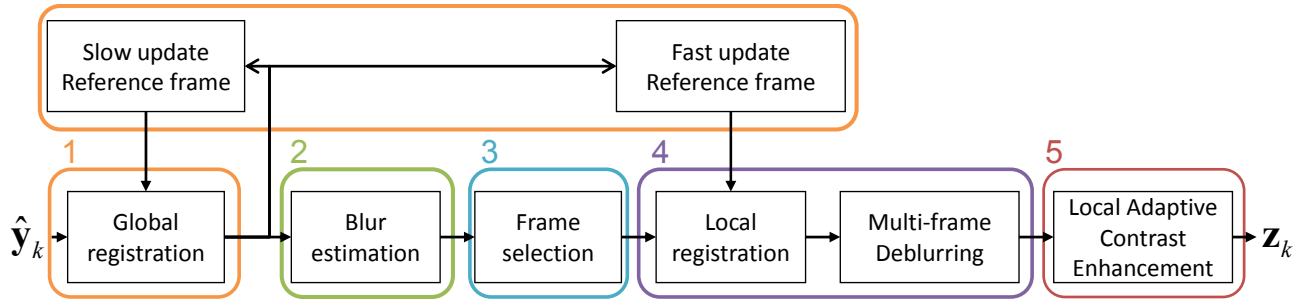 Slow update
Reference frame
Fast update
Reference frame
1
2
3
4
5
ŷₖ
Global
registration
Blur
estimation
Frame
selection
Local
registration
Multi-frame
Deblurring
Local Adaptive
Contrast
Enhancement
zₖ